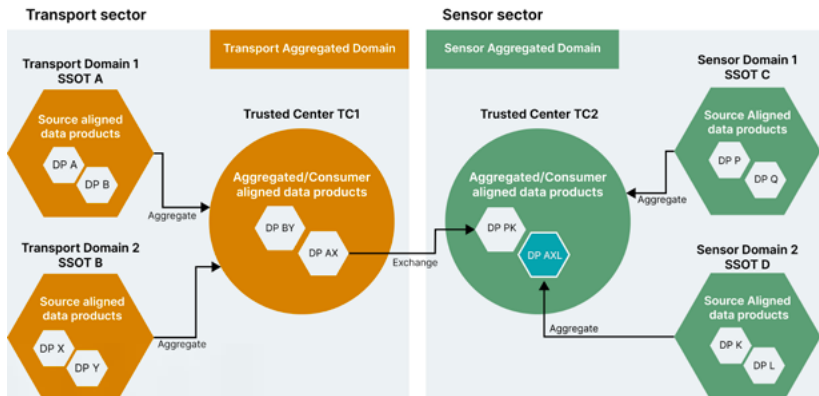 Transport sector
Sensor sector
Transport Aggregated Domain
Sensor Aggregated Domain
Transport Domain 1
SSOT A
Source aligned
data products
DP A
DP B
Aggregate
Transport Domain 2
SSOT B
Source aligned
data products
DP X
DP Y
Aggregate
Trusted Center TC1
Aggregated/Consumer
aligned data products
DP BY
DP AX
Exchange
Trusted Center TC2
Aggregated/Consumer
aligned data products
DP PK
DP AXL
Sensor Domain 1
SSOT C
Source Aligned
data products
DP P
DP Q
Aggregate
Sensor Domain 2
SSOT D
Source Aligned
data products
DP K
DP L
Aggregate